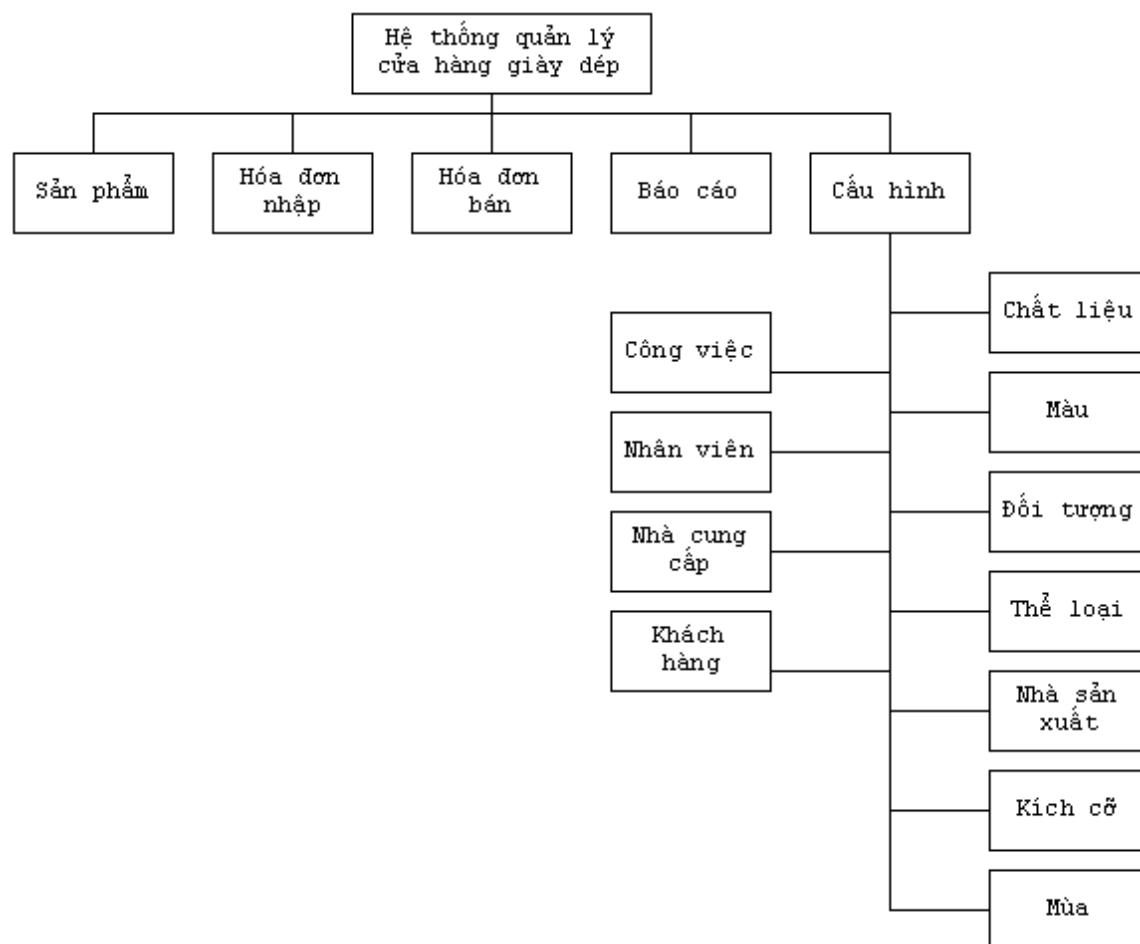 Hệ thống quản lý
cửa hàng giày dép
Sản phẩm
Hóa đơn
nhập
Hóa đơn
bán
Báo cáo
Cấu hình
Công việc
Nhân viên
Nhà cung
cấp
Khách
hàng
Chất liệu
Màu
Đối tượng
Thể loại
Nhà sản
xuất
Kích cỡ
Mùa